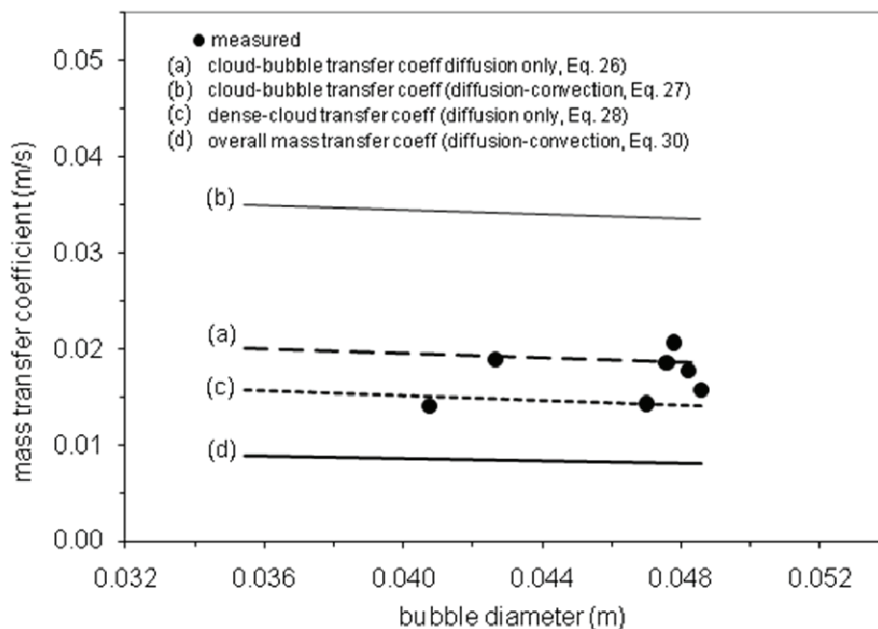 ● measured
(a) cloud-bubble transfer coeff diffusion only, Eq. 26)
(b) cloud-bubble transfer coeff (diffusion-convection, Eq. 27)
(c) dense-cloud transfer coeff (diffusion only, Eq. 28)
(d) overall mass transfer coeff (diffusion-convection, Eq. 30)
0.05
0.04
0.03
0.02
0.01
0.00
mass transfer coefficient (m/s)
(b)
(a)
(c)
(d)
0.032 0.036 0.040 0.044 0.048 0.052
bubble diameter (m)